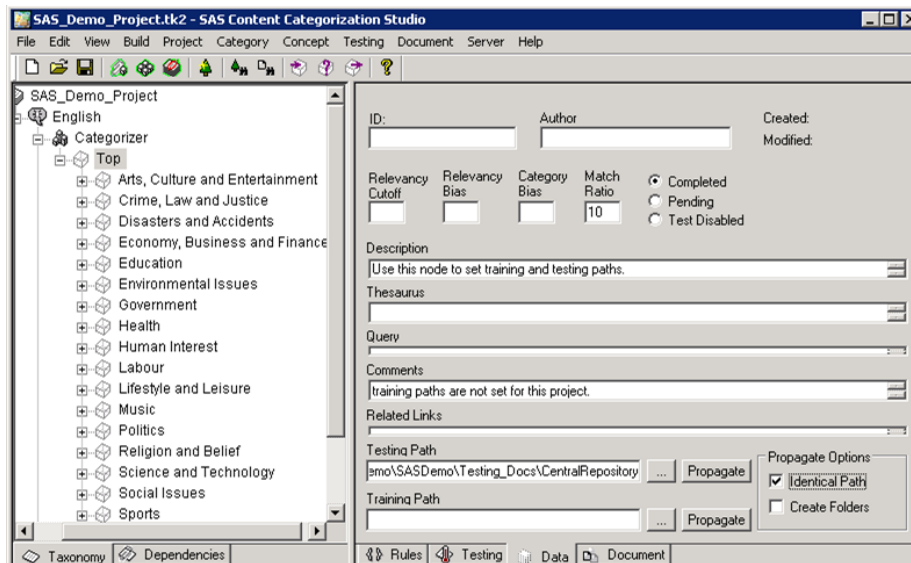 SAS_Demo_Project.tk2 - SAS Content Categorization Studio
File Edit View Build Project Category Concept Testing Document Server Help
SAS_Demo_Project
English
Categorizer
Top
Arts, Culture and Entertainment
Crime, Law and Justice
Disasters and Accidents
Economy, Business and Finance
Education
Environmental Issues
Government
Health
Human Interest
Labour
Lifestyle and Leisure
Music
Politics
Religion and Belief
Science and Technology
Social Issues
Sports
Taxonomy Dependencies
ID: Author Created:
Modified:
Relevancy Cutoff Relevancy Bias Category Bias Match Ratio
10
Completed
Pending
Test Disabled
Description
Use this node to set training and testing paths.
Thesaurus
Query
Comments
training paths are not set for this project.
Related Links
Testing Path
emo\SASDemo\Testing_Docs\CentralRepository ... Propagate
Training Path
... Propagate
Propagate Options
Identical Path
Create Folders
Rules Testing Data Document